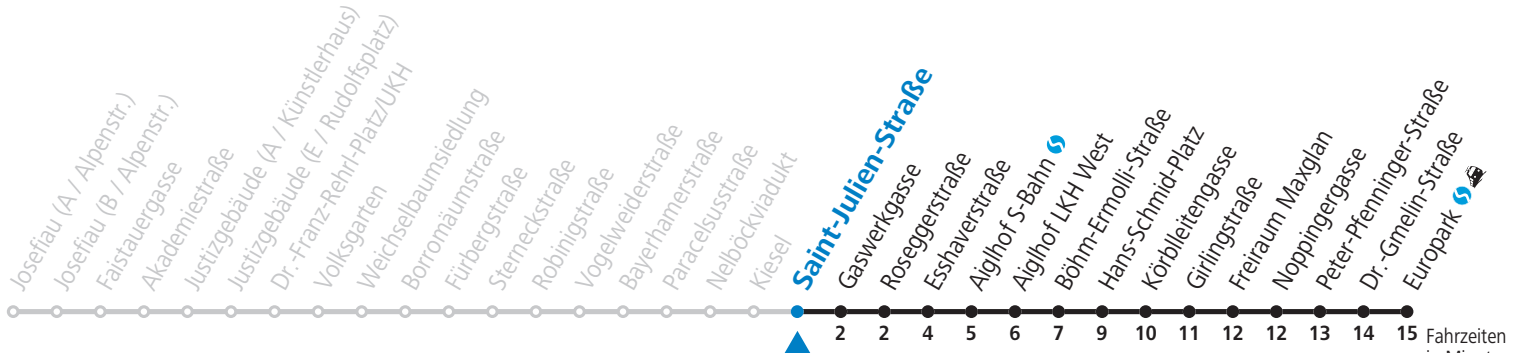 Josefiau (A / Alpenstr.)
Josefiau (B / Alpenstr.)
Faistauergasse
Akademiestraße
Justizgebäude (A / Künstlerhaus)
Justizgebäude (E / Rudolfsplatz)
Dr.-Franz-Rehrl-Platz/UKH
Volksgarten
Weichselbaumsiedlung
Borromäumstraße
Fürbergstraße
Sterneckstraße
Robinigstraße
Vogelweiderstraße
Bayerhamerstraße
Paracelsusstraße
Nelböckviadukt
Kiesel
Saint-Julien-Straße
Gaswerkgasse
Roseggerstraße
Esshaverstraße
Aiglhof S-Bahn
Aiglhof LKH West
Böhm-Ermolli-Straße
Hans-Schmid-Platz
Körblleitengasse
Girlingstraße
Freiraum Maxglan
Noppingergasse
Peter-Pfenninger-Straße
Dr.-Gmelin-Straße
Europark
2 2 4 5 6 7 9 10 11 12 12 13 14 15 Fahrzeiten